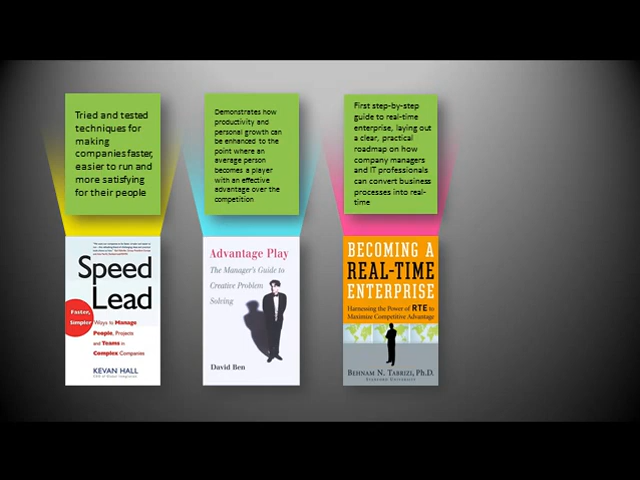 Tried and tested
techniques for
making
companies faster,
easier to run and
more satisfying
for their people
Demonstrates how
productivity and
personal growth can
be enhanced to the
point where an
average person
becomes a player
with an effective
advantage over the
competition
First step-by-step
guide to real-time
enterprise, laying out
a clear, practical
roadmap on how
company managers
and IT professionals
can convert business
processes into real-
time
Speed
Lead
Faster,
Simpler
Ways to Manage
People, Projects
and Teams in
Complex Companies
KEVAN HALL
Advantage Play
The Manager's Guide to
Creative Problem
Solving
David Ben
BECOMING A
REAL-TIME
ENTERPRISE
Harnessing the Power of RTE to
Maximize Competitive Advantage
BEHNAM N. TABRIZI, PH.D.
STANFORD UNIVERSITY